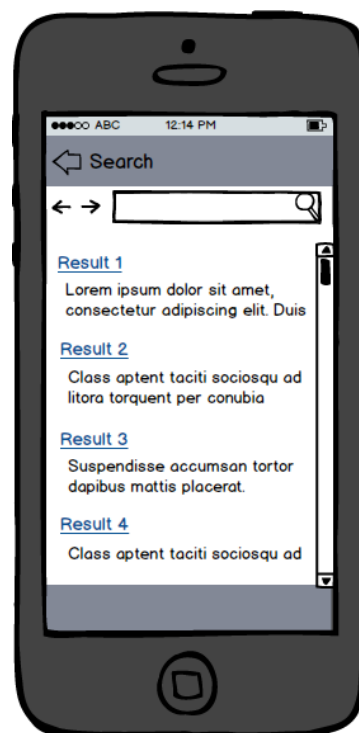 ABC 12:14 PM
Search
Result 1
Lorem ipsum dolor sit amet,
consectetur adipiscing elit. Duis
Result 2
Class aptent taciti sociosqu ad
litora torquent per conubia
Result 3
Suspendisse accumsan tortor
dapibus mattis placerat.
Result 4
Class aptent taciti sociosqu ad